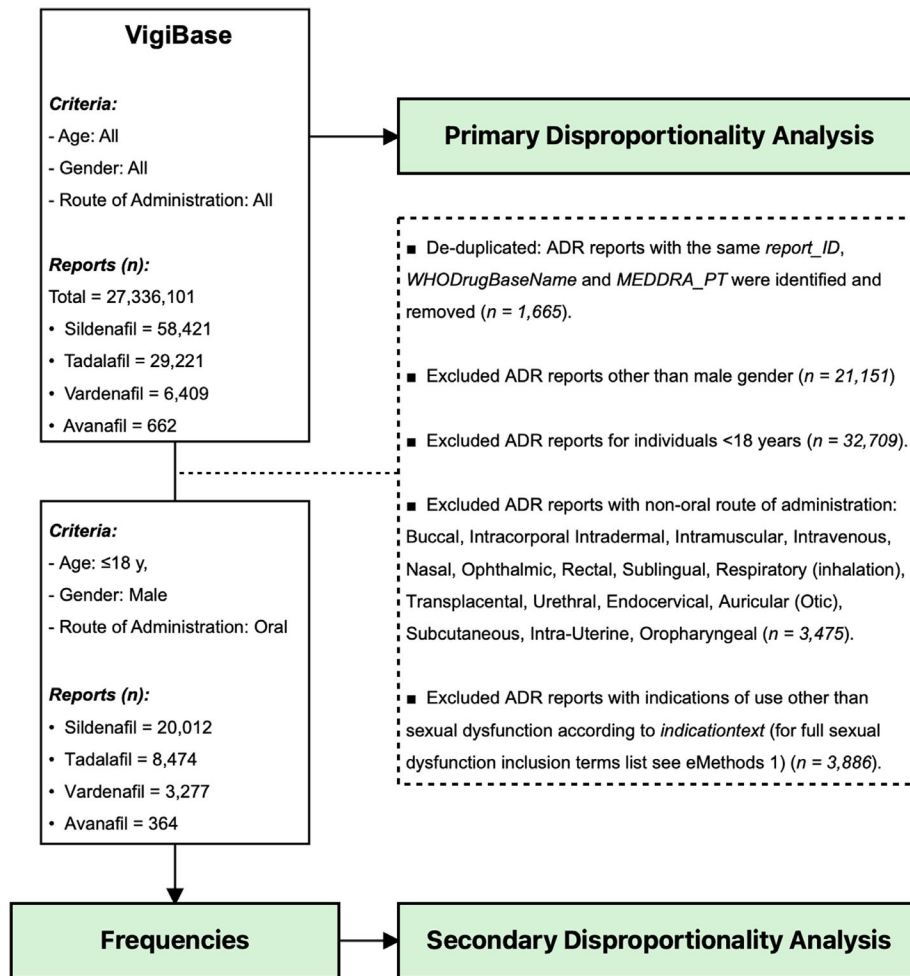 VigiBase
Criteria:
- Age: All
- Gender: All
- Route of Administration: All
Reports (n):
Total = 27,336,101
• Sildenafil = 58,421
• Tadalafil = 29,221
• Vardenafil = 6,409
• Avanafil = 662
Primary Disproportionality Analysis
■ De-duplicated: ADR reports with the same report_ID,
WHODrugBaseName and MEDDRA_PT were identified and
removed (n = 1,665).
■ Excluded ADR reports other than male gender (n = 21,151)
■ Excluded ADR reports for individuals <18 years (n = 32,709).
■ Excluded ADR reports with non-oral route of administration:
Buccal, Intracorporal Intradermal, Intramuscular, Intravenous,
Nasal, Ophthalmic, Rectal, Sublingual, Respiratory (inhalation),
Transplacental, Urethral, Endocervical, Auricular (Otic),
Subcutaneous, Intra-Uterine, Oropharyngeal (n = 3,475).
■ Excluded ADR reports with indications of use other than
sexual dysfunction according to indicationtext (for full sexual
dysfunction inclusion terms list see eMethods 1) (n = 3,886).
Criteria:
- Age: ≤18 y,
- Gender: Male
- Route of Administration: Oral
Reports (n):
• Sildenafil = 20,012
• Tadalafil = 8,474
• Vardenafil = 3,277
• Avanafil = 364
Frequencies
Secondary Disproportionality Analysis